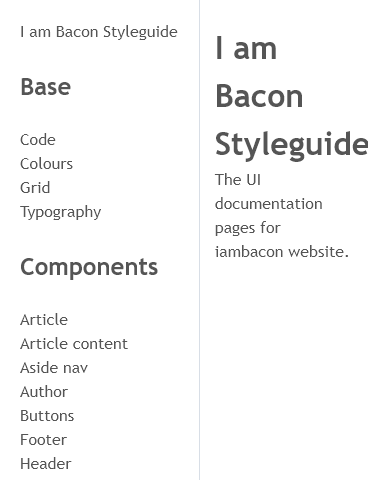 I am Bacon Styleguide
Base
Code
Colours
Grid
Typography
Components
Article
Article content
Aside nav
Author
Buttons
Footer
Header
I am
Bacon
Styleguide
The UI
documentation
pages for
iambacon website.